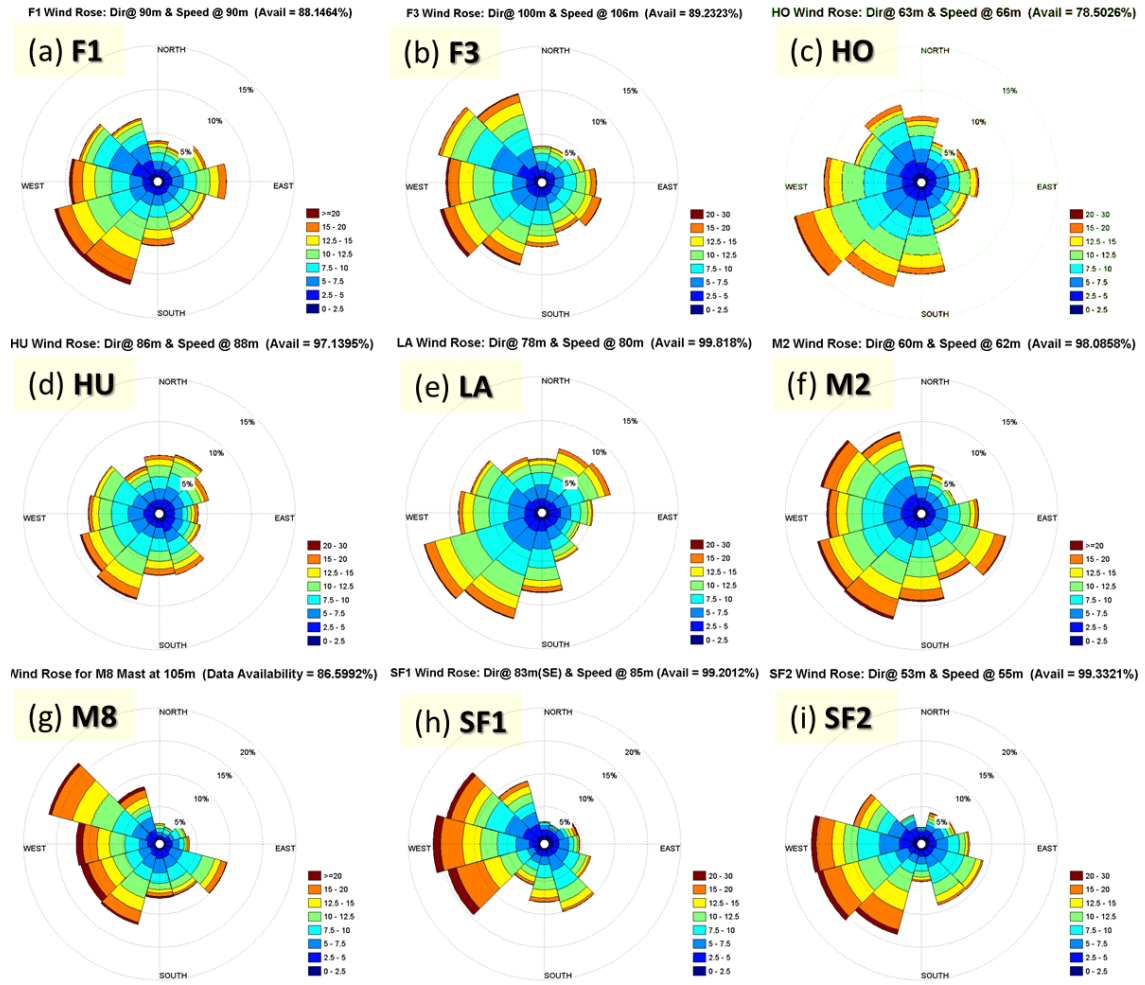 F1 Wind Rose: Dir@ 90m & Speed @ 90m (Avail = 88.1464%)
(a) F1
NORTH
15%
10%
5%
WEST
EAST
SOUTH
>=20
15 - 20
12.5 - 15
10 - 12.5
7.5 - 10
5 - 7.5
2.5 - 5
0 - 2.5
F3 Wind Rose: Dir@ 100m & Speed @ 106m (Avail = 89.2323%)
(b) F3
NORTH
15%
10%
5%
WEST
EAST
SOUTH
20 - 30
15 - 20
12.5 - 15
10 - 12.5
7.5 - 10
5 - 7.5
2.5 - 5
0 - 2.5
HO Wind Rose: Dir@ 63m & Speed @ 66m (Avail = 78.5026%)
(c) HO
NORTH
15%
10%
5%
WEST
EAST
SOUTH
20 - 30
15 - 20
12.5 - 15
10 - 12.5
7.5 - 10
5 - 7.5
2.5 - 5
0 - 2.5
HU Wind Rose: Dir@ 86m & Speed @ 88m (Avail = 97.1395%)
(d) HU
NORTH
15%
10%
5%
WEST
EAST
SOUTH
20 - 30
15 - 20
12.5 - 15
10 - 12.5
7.5 - 10
5 - 7.5
2.5 - 5
0 - 2.5
LA Wind Rose: Dir@ 78m & Speed @ 80m (Avail = 99.818%)
(e) LA
NORTH
15%
10%
5%
WEST
EAST
SOUTH
20 - 30
15 - 20
12.5 - 15
10 - 12.5
7.5 - 10
5 - 7.5
2.5 - 5
0 - 2.5
M2 Wind Rose: Dir@ 60m & Speed @ 62m (Avail = 98.0858%)
(f) M2
NORTH
15%
10%
5%
WEST
EAST
SOUTH
>=20
15 - 20
12.5 - 15
10 - 12.5
7.5 - 10
5 - 7.5
2.5 - 5
0 - 2.5
Wind Rose for M8 Mast at 105m (Data Availability = 86.5992%)
(g) M8
NORTH
20%
15%
10%
5%
WEST
EAST
SOUTH
>=20
15 - 20
12.5 - 15
10 - 12.5
7.5 - 10
5 - 7.5
2.5 - 5
0 - 2.5
SF1 Wind Rose: Dir@ 83m(SE) & Speed @ 85m (Avail = 99.2012%)
(h) SF1
NORTH
20%
15%
10%
5%
WEST
EAST
SOUTH
20 - 30
15 - 20
12.5 - 15
10 - 12.5
7.5 - 10
5 - 7.5
2.5 - 5
0 - 2.5
SF2 Wind Rose: Dir@ 53m & Speed @ 55m (Avail = 99.3321%)
(i) SF2
NORTH
20%
15%
10%
5%
WEST
EAST
SOUTH
20 - 30
15 - 20
12.5 - 15
10 - 12.5
7.5 - 10
5 - 7.5
2.5 - 5
0 - 2.5